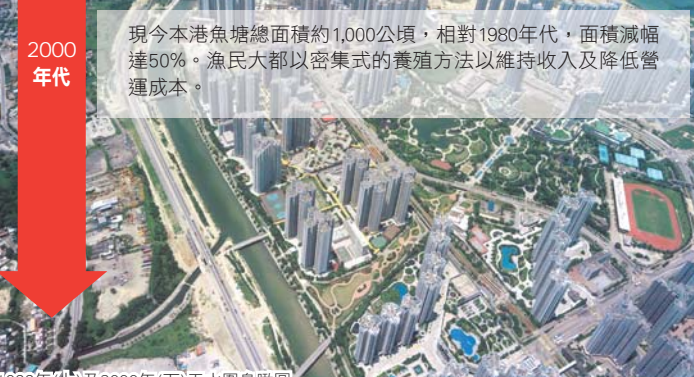 2000
年代
現今本港魚塘總面積約1,000公頃，相對1980年代，面積減幅
達50%。漁民大都以密集式的養殖方法以維持收入及降低營
運成本。